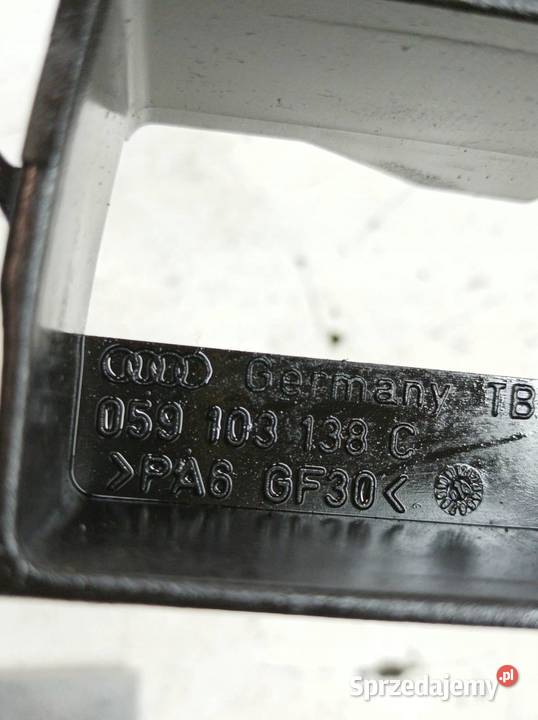 Germany TB
059 103 138 C
>PA6 GF30<
Sprzedajemy.pl